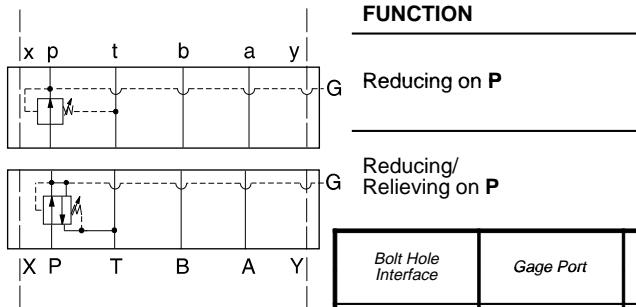 FUNCTION
x p t b a y
G
Reducing on P
G
Reducing/
Relieving on P
X P T B A Y
Bolt Hole
Interface
Gage Port